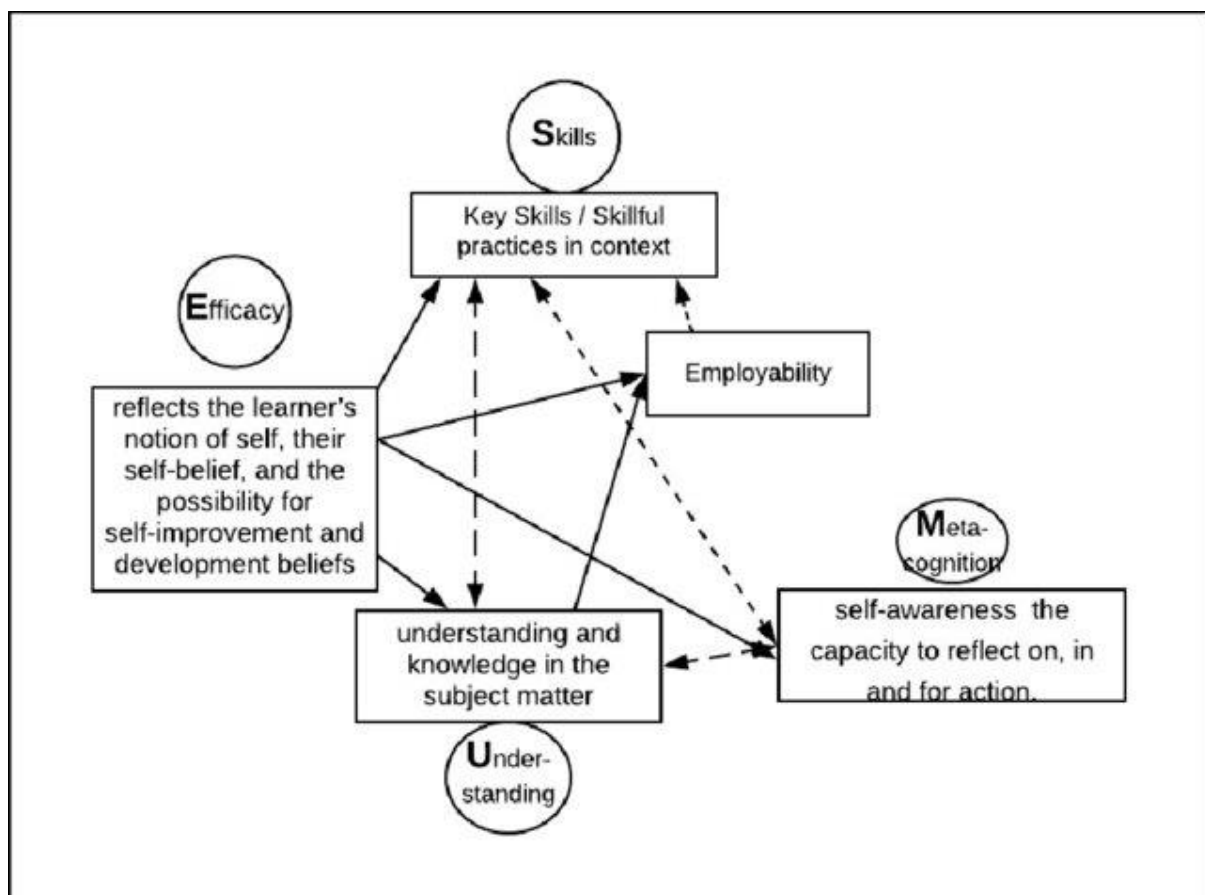 Skills
Key Skills / Skillful
practices in context
Efficacy
reflects the learner's
notion of self, their
self-belief, and the
possibility for
self-improvement and
development beliefs
Employability
Meta-
cognition
self-awareness the
capacity to reflect on, in
and for action.
understanding and
knowledge in the
subject matter
Under-
standing